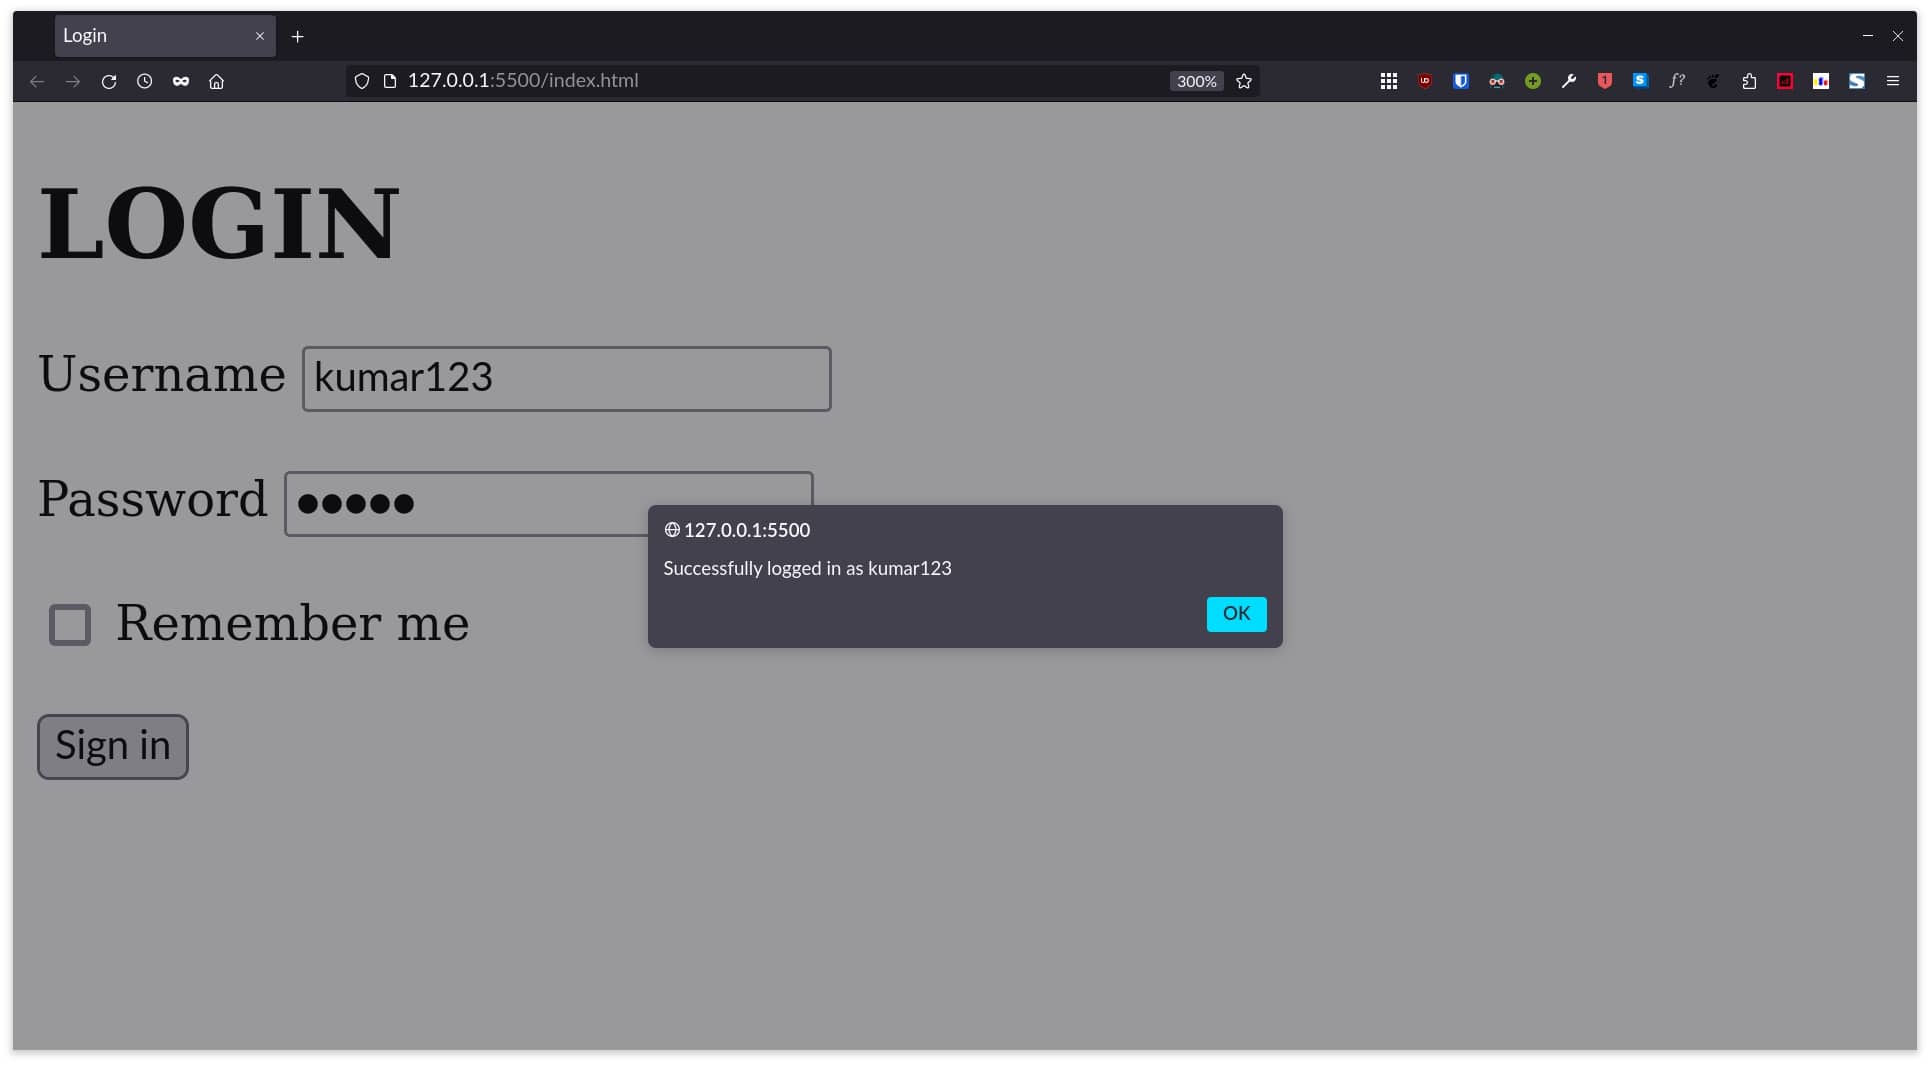 Login
127.0.0.1:5500/index.html
300%
LOGIN
Username kumar123
Password ●●●●●
127.0.0.1:5500
Successfully logged in as kumar123
OK
Remember me
Sign in